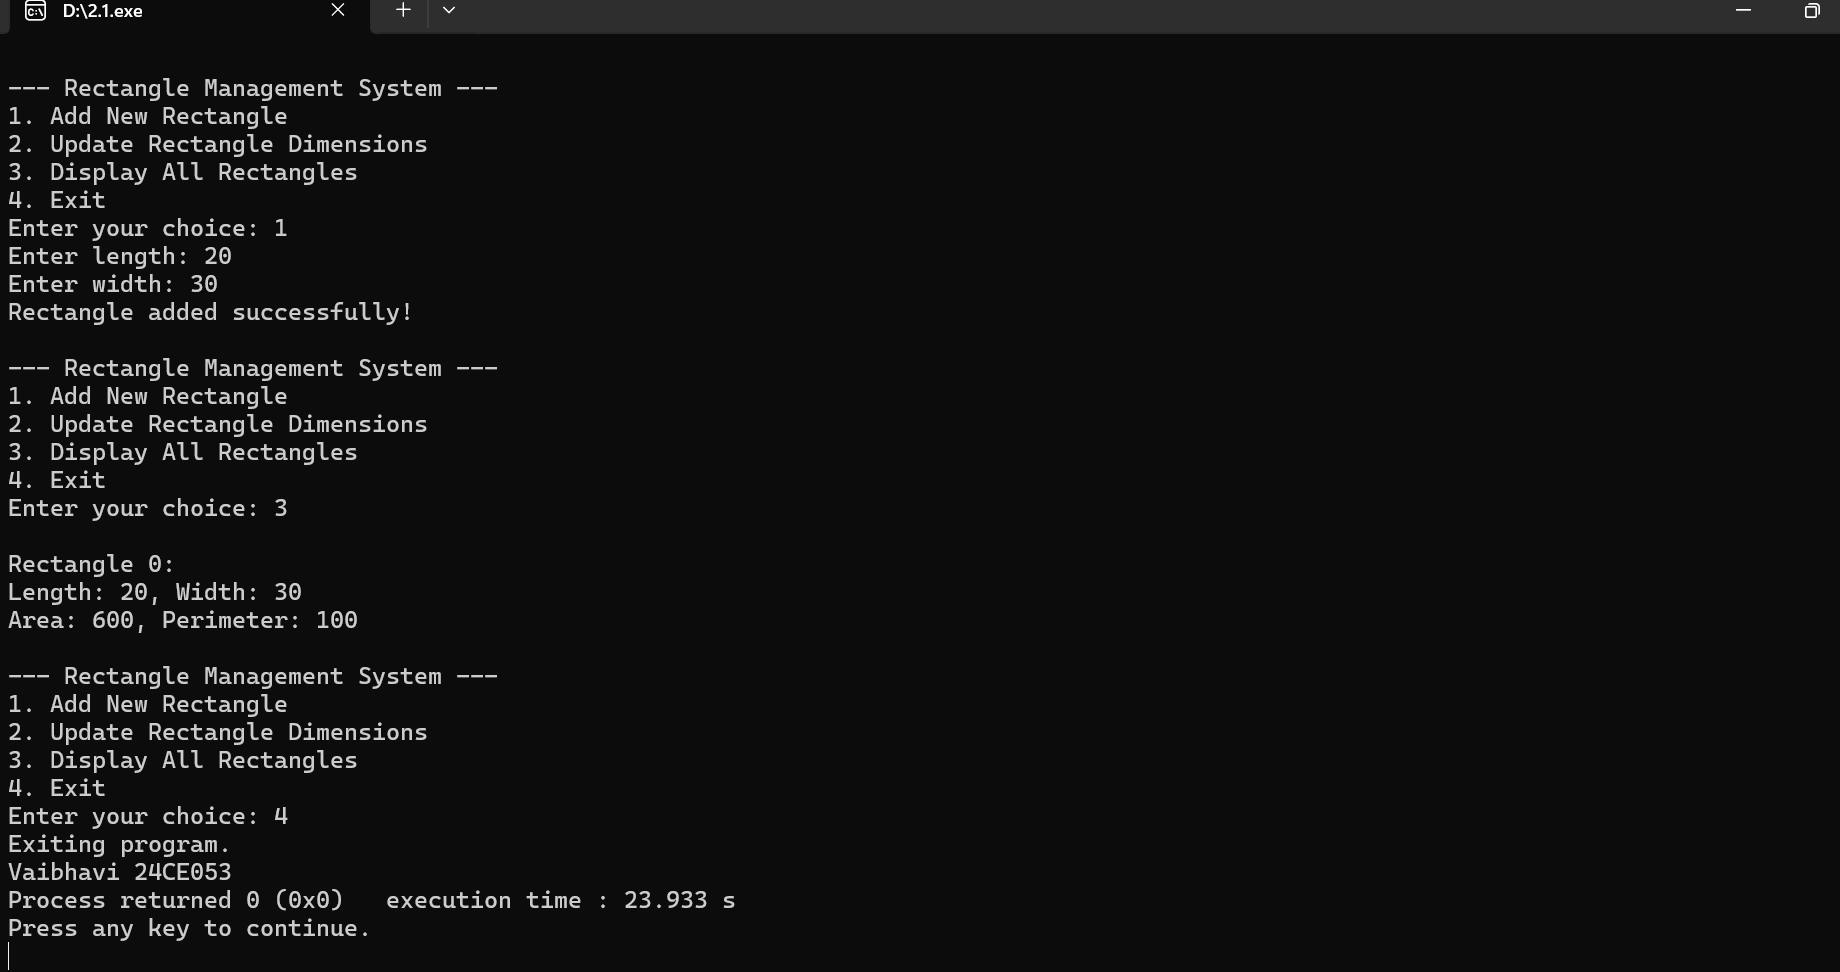 D:\2.1.exe
--- Rectangle Management System ---
1. Add New Rectangle
2. Update Rectangle Dimensions
3. Display All Rectangles
4. Exit
Enter your choice: 1
Enter length: 20
Enter width: 30
Rectangle added successfully!
--- Rectangle Management System ---
1. Add New Rectangle
2. Update Rectangle Dimensions
3. Display All Rectangles
4. Exit
Enter your choice: 3
Rectangle 0:
Length: 20, Width: 30
Area: 600, Perimeter: 100
--- Rectangle Management System ---
1. Add New Rectangle
2. Update Rectangle Dimensions
3. Display All Rectangles
4. Exit
Enter your choice: 4
Exiting program.
Vaibhavi 24CE053
Process returned 0 (0x0)   execution time : 23.933 s
Press any key to continue.